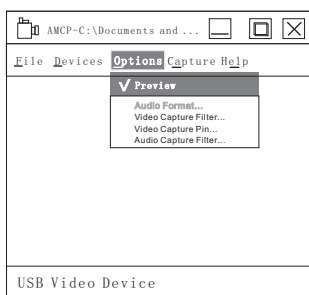 AMCP-C:\Documents and ...
File Devices Options Capture Help
✓ Preview
Audio Format...
Video Capture Filter...
Video Capture Pin...
Audio Capture Filter...
USB Video Device